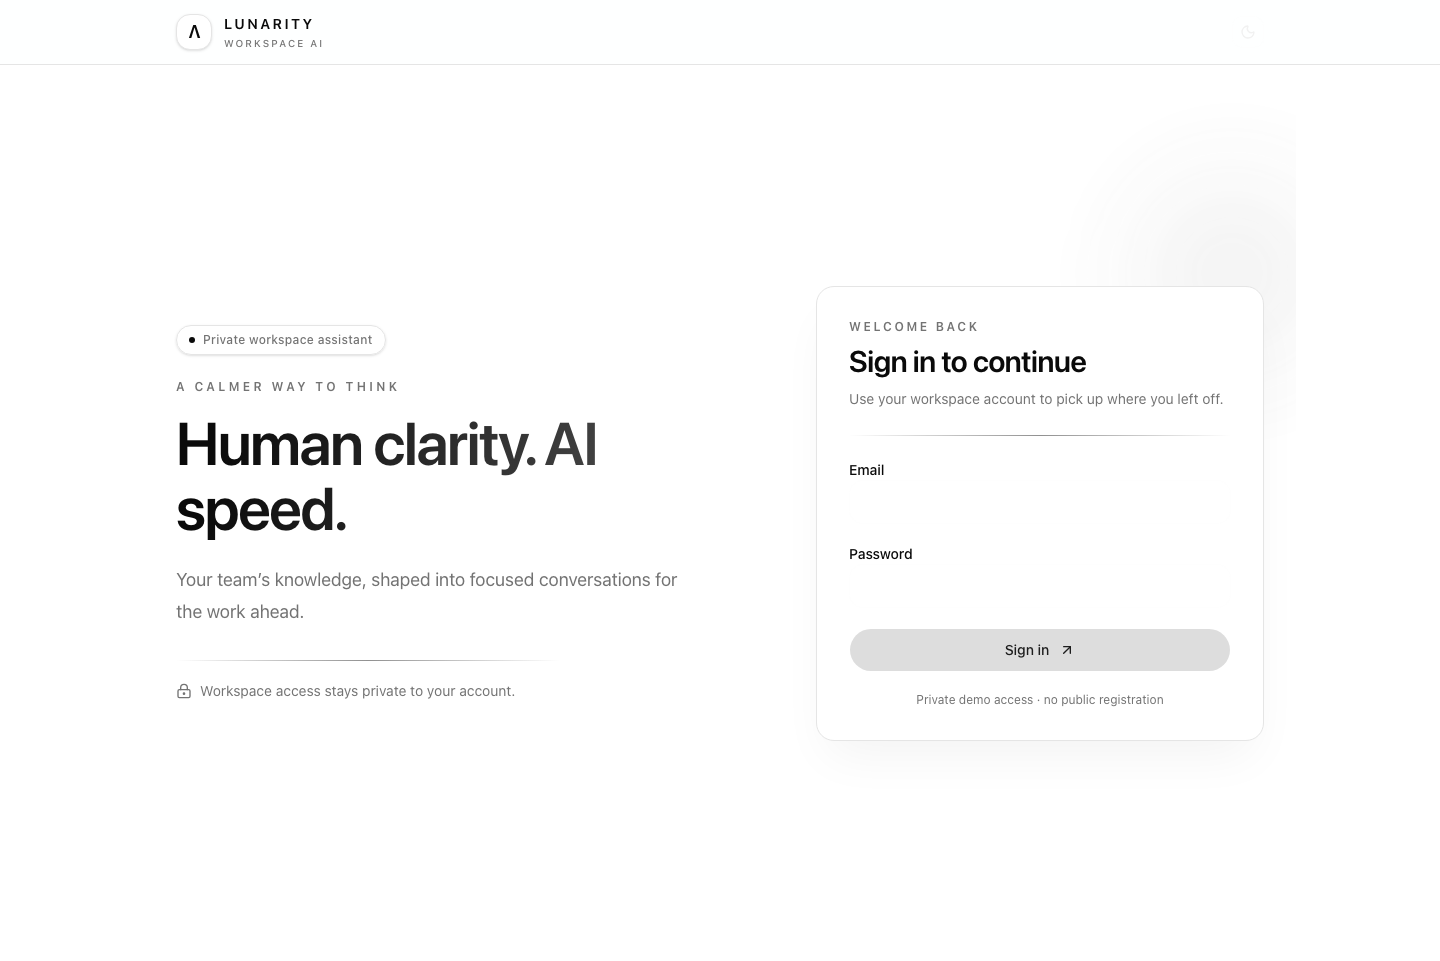 Λ
LUNARITY
WORKSPACE AI
Private workspace assistant
A CALMER WAY TO THINK
Human clarity. AI
speed.
Your team’s knowledge, shaped into focused conversations for
the work ahead.
Workspace access stays private to your account.
WELCOME BACK
Sign in to continue
Use your workspace account to pick up where you left off.
Email
Password
Sign in
Private demo access · no public registration